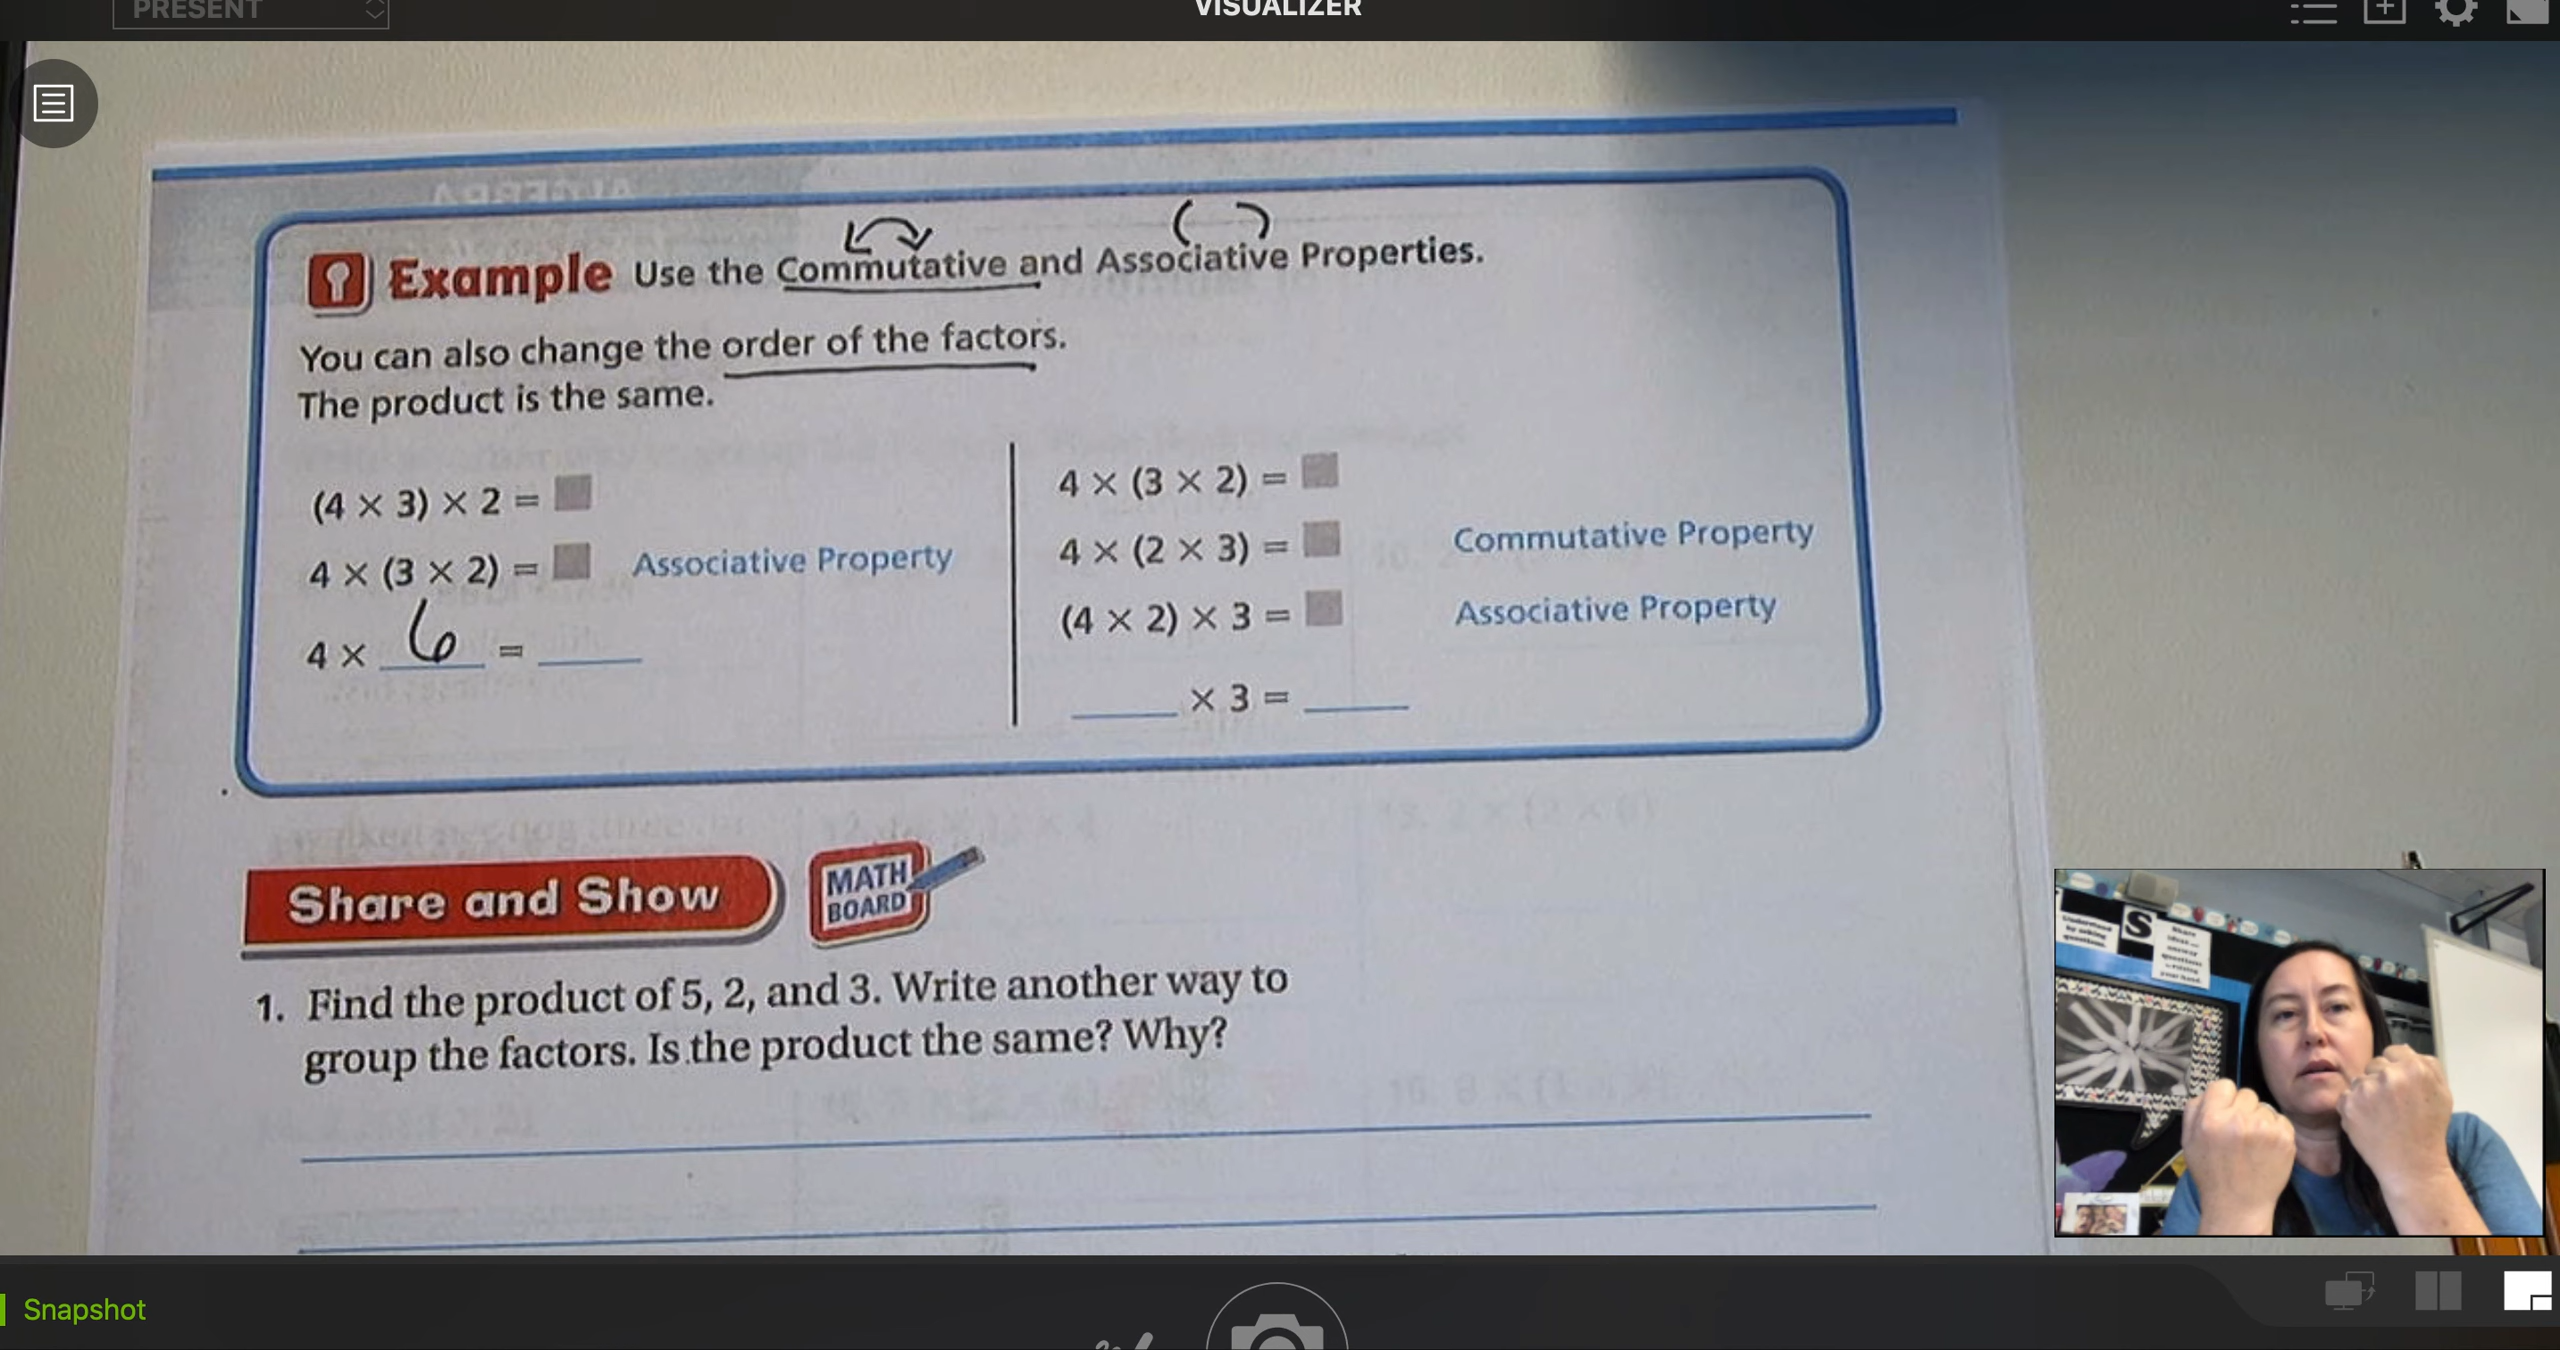 PRESENT
VISUALIZER
Example Use the Commutative and Associative Properties.
You can also change the order of the factors.
The product is the same.
(4 × 3) × 2 =
4 × (3 × 2) = Associative Property
4 × 6 = ____
4 × (3 × 2) =
4 × (2 × 3) = Commutative Property
(4 × 2) × 3 = Associative Property
____ × 3 = ____
Share and Show
MATH
BOARD
1. Find the product of 5, 2, and 3. Write another way to
group the factors. Is the product the same? Why?
S
Snapshot